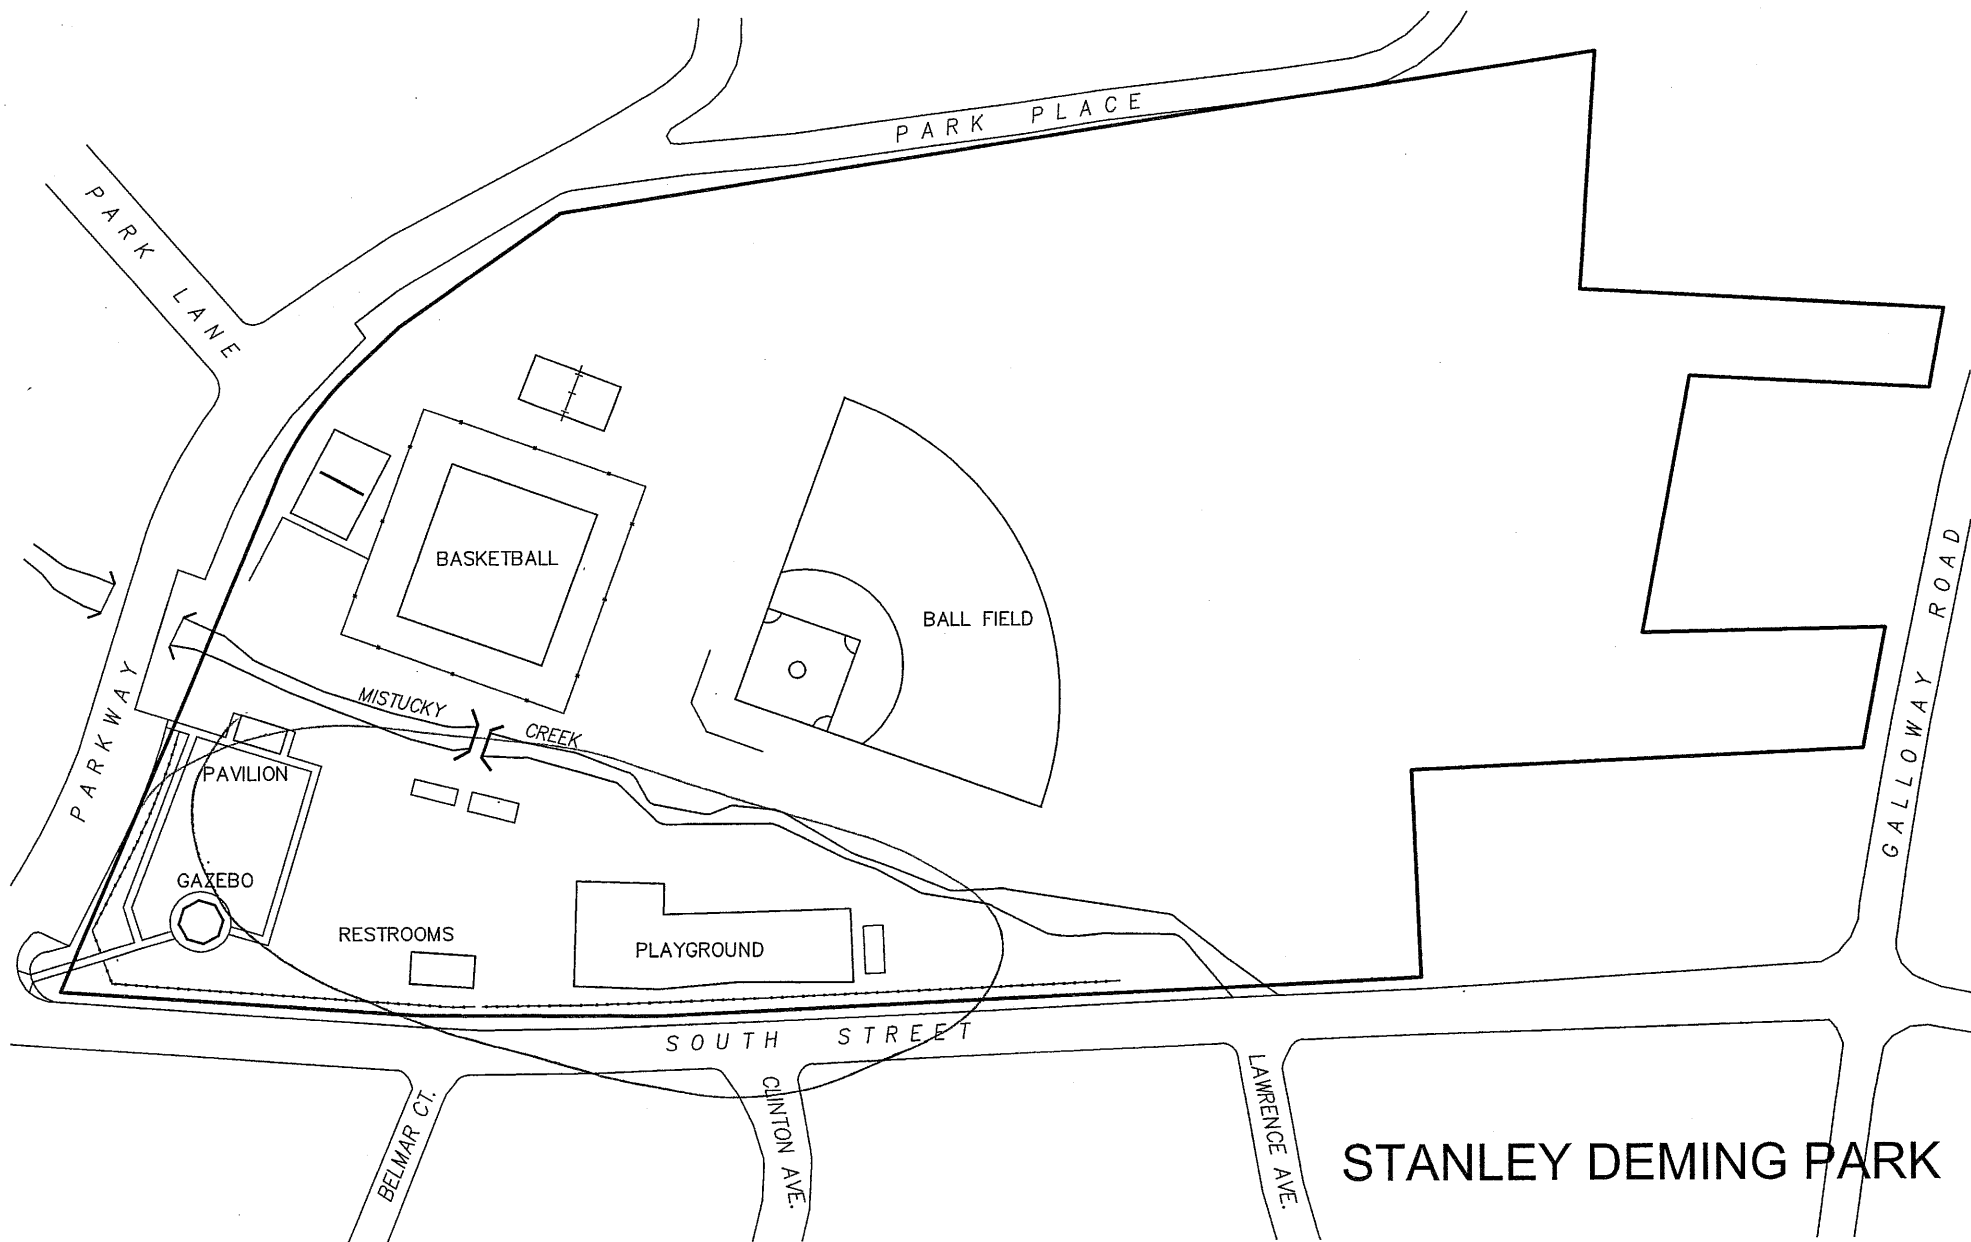 PARK PLACE
PARK LANE
BASKETBALL
BALL FIELD
GALLOWAY ROAD
MISTUCKY
CREEK
PARKWAY
PAVILION
GAZEBO
RESTROOMS
PLAYGROUND
SOUTH STREET
BELMAR CT.
CLINTON AVE.
LAWRENCE AVE.
STANLEY DEMING PARK